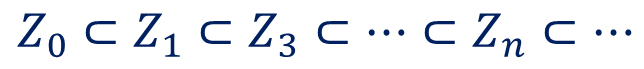 Z₀ ⊂ Z₁ ⊂ Z₃ ⊂ ⋯ ⊂ Zₙ ⊂ ⋯